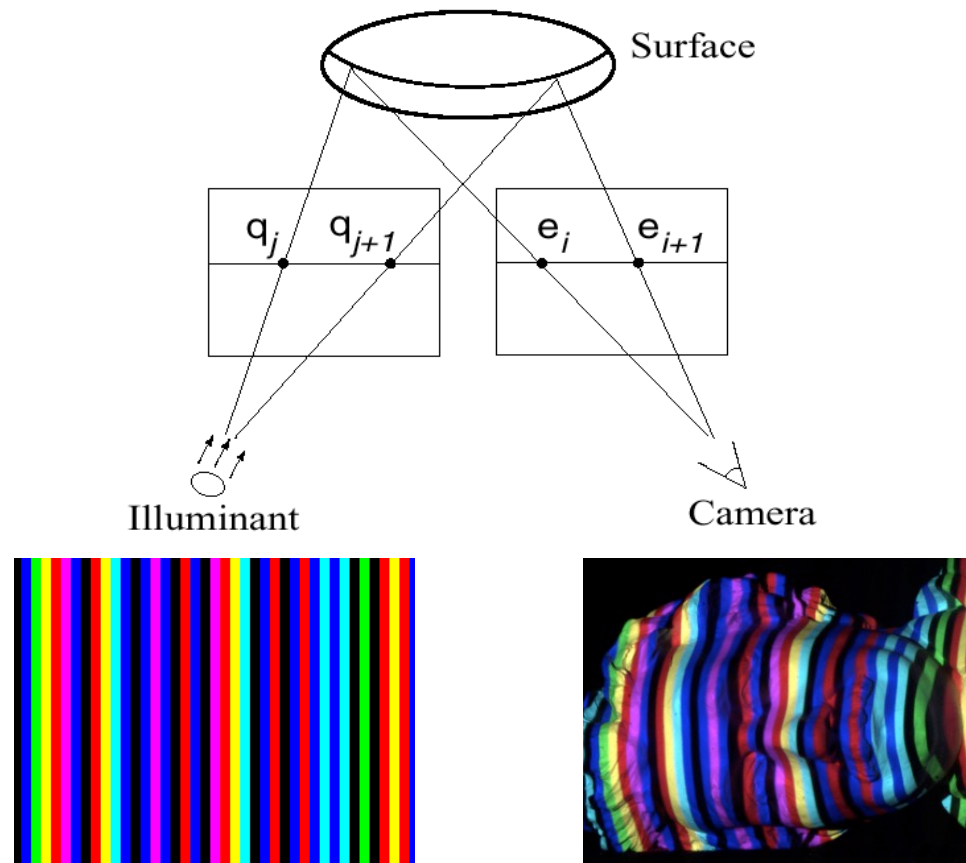 Surface
q_j q_{j+1} e_i e_{i+1}
Illuminant Camera